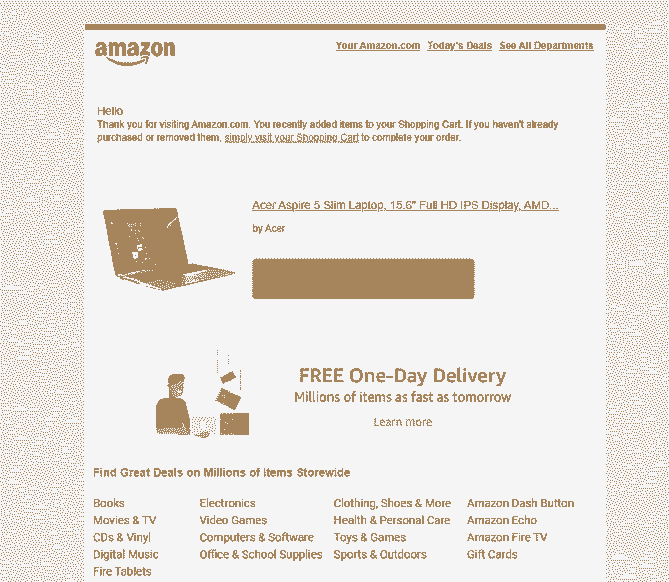 amazon
Your Amazon.com Today's Deals See All Departments
Hello
Thank you for visiting Amazon.com. You recently added items to your Shopping Cart. If you haven't already
purchased or removed them, simply visit your Shopping Cart to complete your order.
Acer Aspire 5 Slim Laptop, 15.6" Full HD IPS Display, AMD...
by Acer
FREE One-Day Delivery
Millions of items as fast as tomorrow
Learn more
Find Great Deals on Millions of Items Storewide
Books Electronics Clothing, Shoes & More Amazon Dash Button
Movies & TV Video Games Health & Personal Care Amazon Echo
CDs & Vinyl Computers & Software Toys & Games Amazon Fire TV
Digital Music Office & School Supplies Sports & Outdoors Gift Cards
Fire Tablets